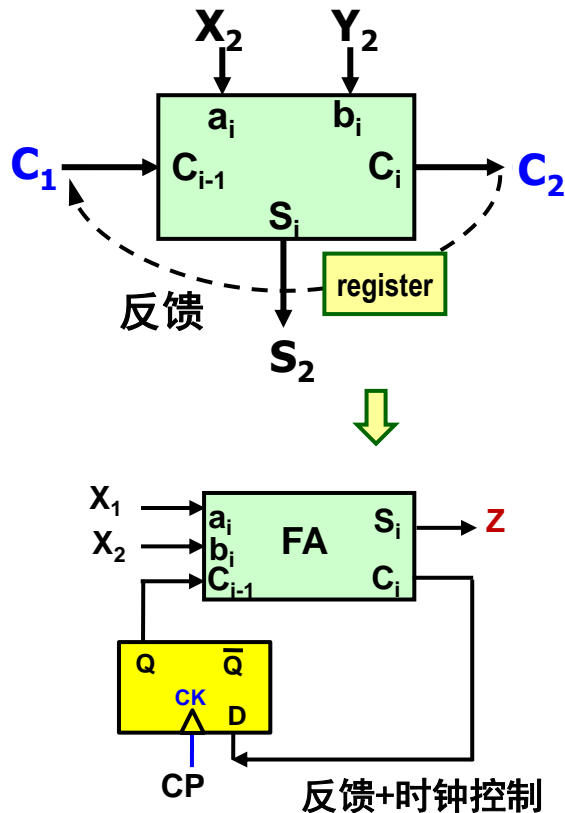 X₂ Y₂
aᵢ bᵢ
C₁ Cᵢ₋₁ Cᵢ C₂
Sᵢ
register
反馈
S₂
X₁ aᵢ Sᵢ Z
X₂ bᵢ FA
Cᵢ₋₁ Cᵢ
Q Q̅
CK
D
CP
反馈+时钟控制